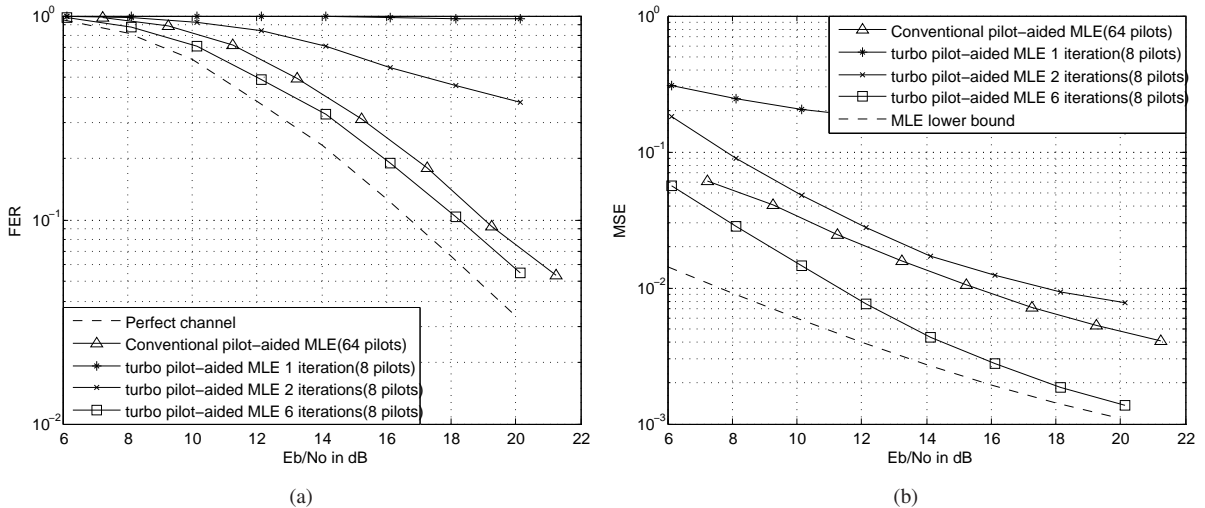 10^0
10^-1
10^-2
FER
6 8 10 12 14 16 18 20 22
Eb/No in dB
Perfect channel
Conventional pilot−aided MLE(64 pilots)
turbo pilot−aided MLE 1 iteration(8 pilots)
turbo pilot−aided MLE 2 iterations(8 pilots)
turbo pilot−aided MLE 6 iterations(8 pilots)
(a)
10^0
10^-1
10^-2
10^-3
MSE
6 8 10 12 14 16 18 20 22
Eb/No in dB
Conventional pilot−aided MLE(64 pilots)
turbo pilot−aided MLE 1 iteration(8 pilots)
turbo pilot−aided MLE 2 iterations(8 pilots)
turbo pilot−aided MLE 6 iterations(8 pilots)
MLE lower bound
(b)